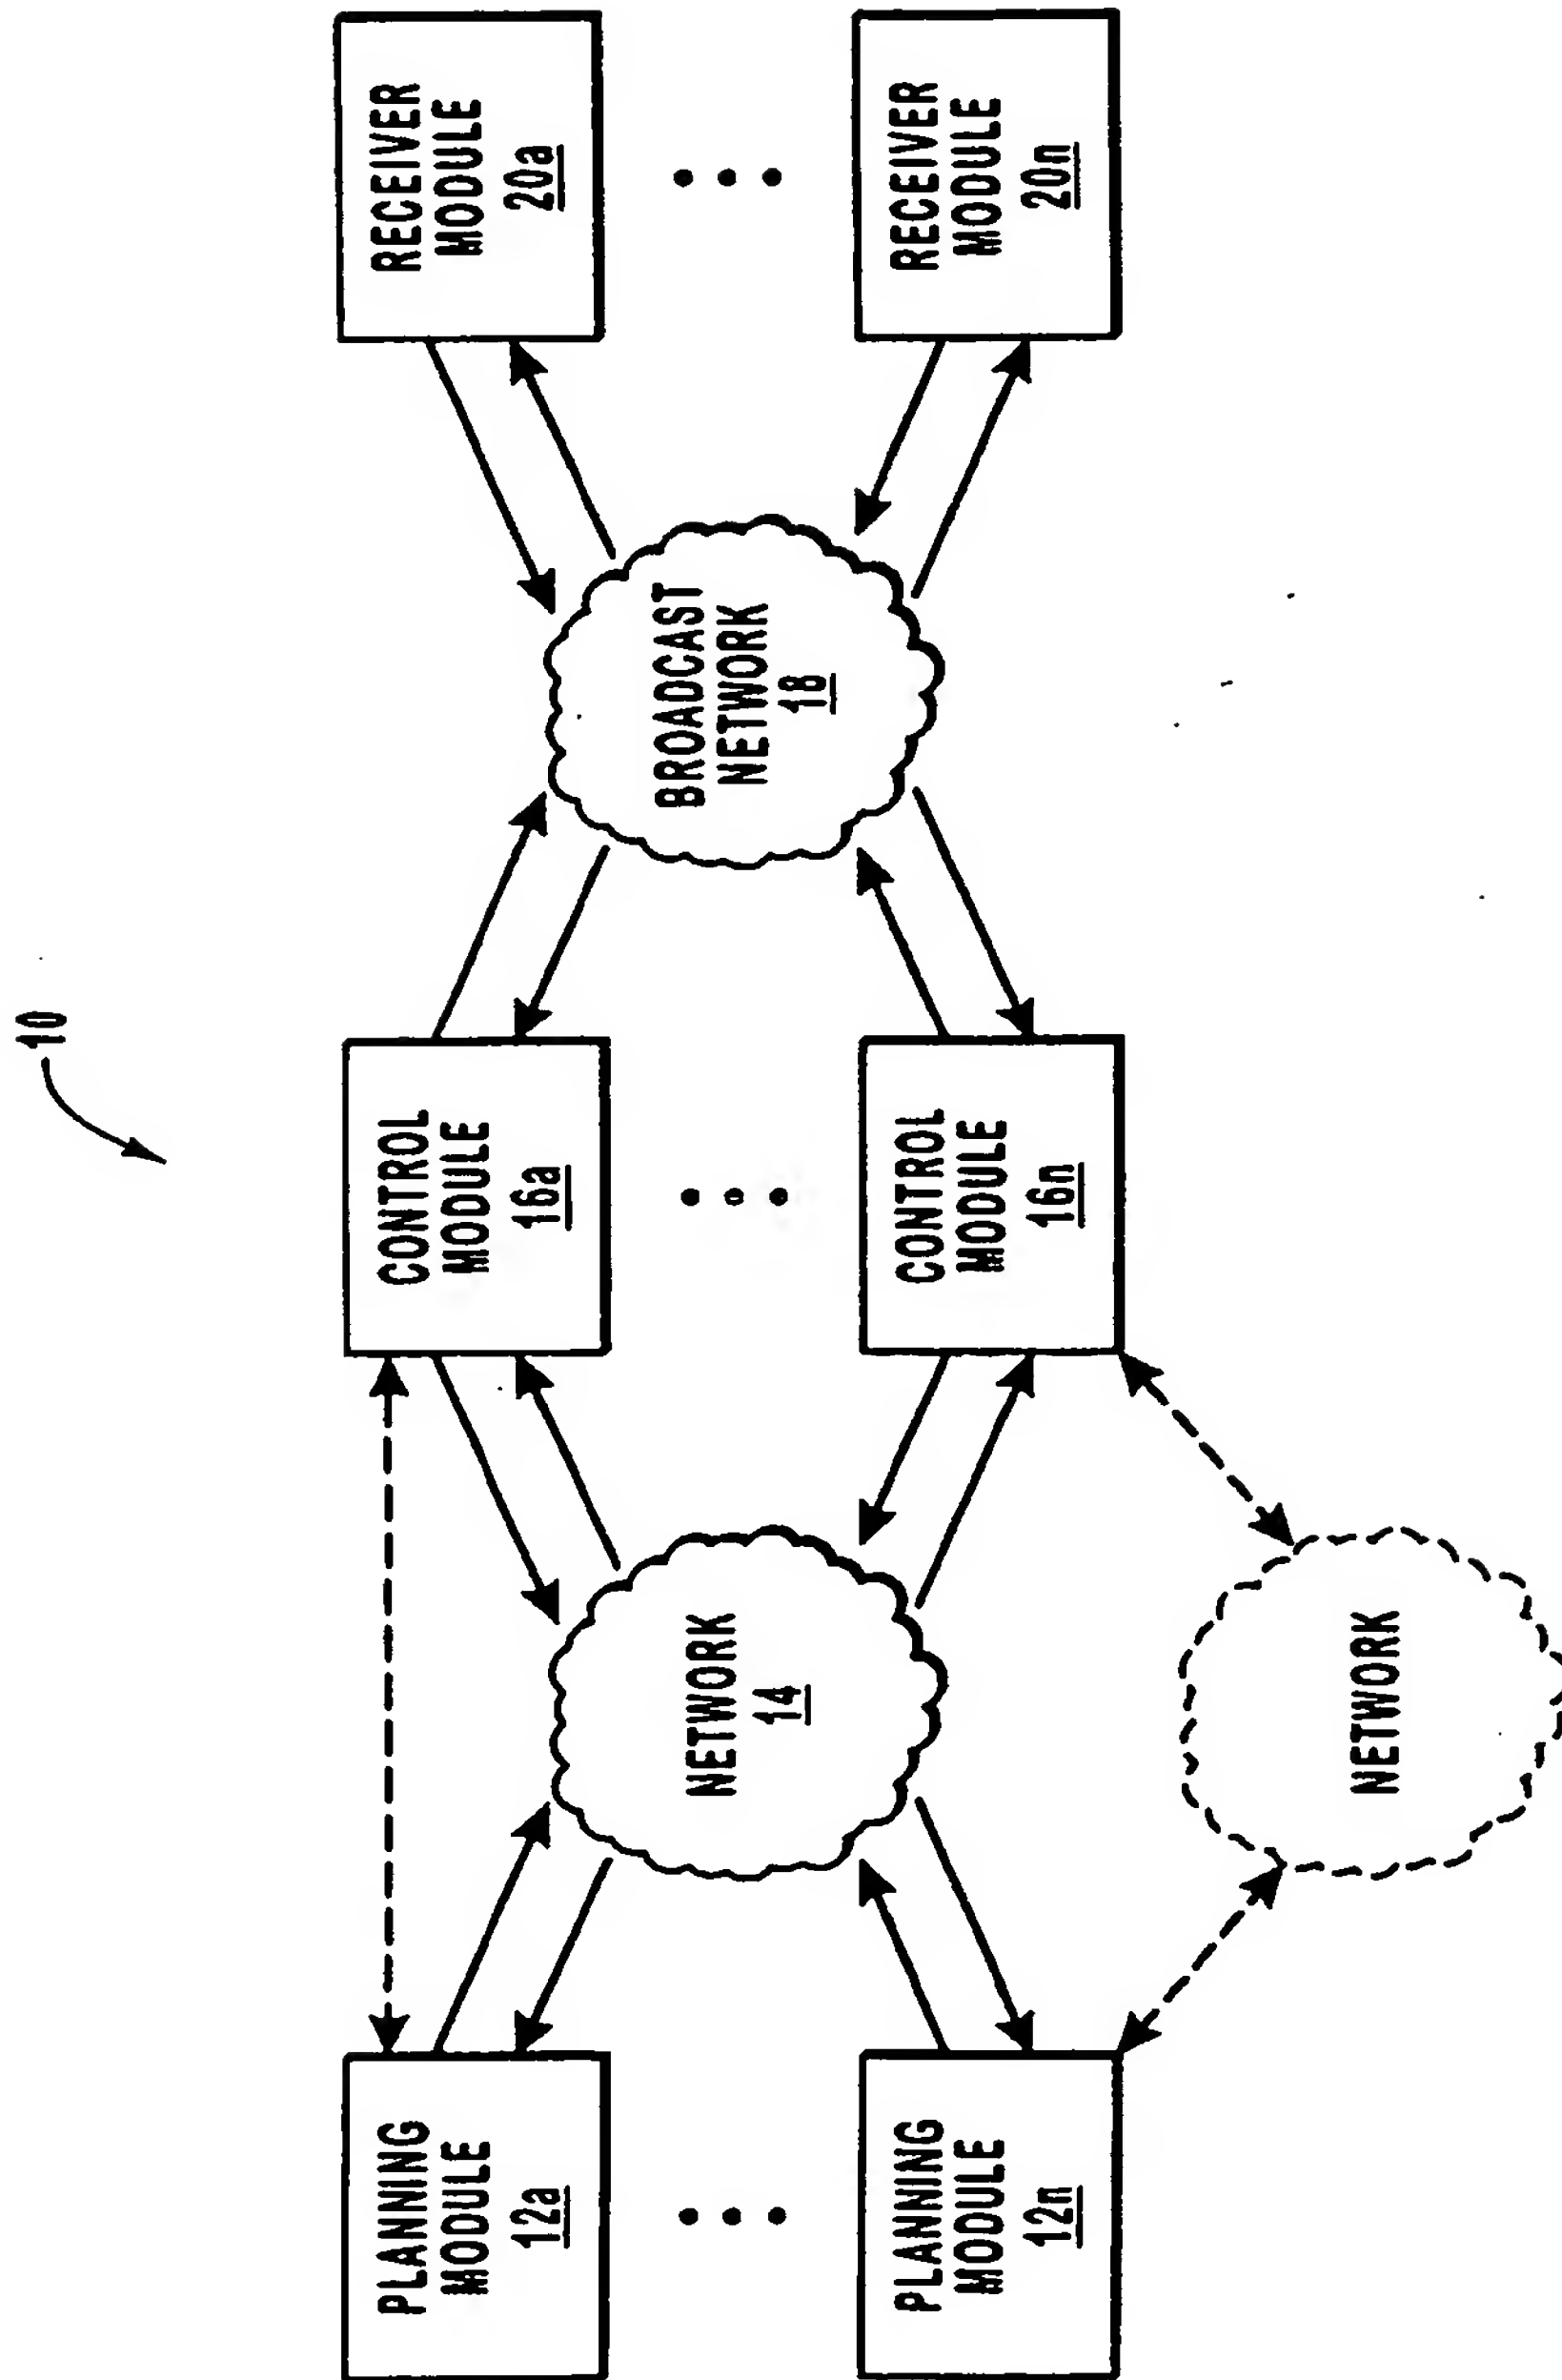 10
PLANNING
MODULE
12a
PLANNING
MODULE
12n
NETWORK
14
NETWORK
CONTROL
MODULE
16a
CONTROL
MODULE
16n
BROADCAST
NETWORK
18
RECEIVER
MODULE
20a
RECEIVER
MODULE
20n